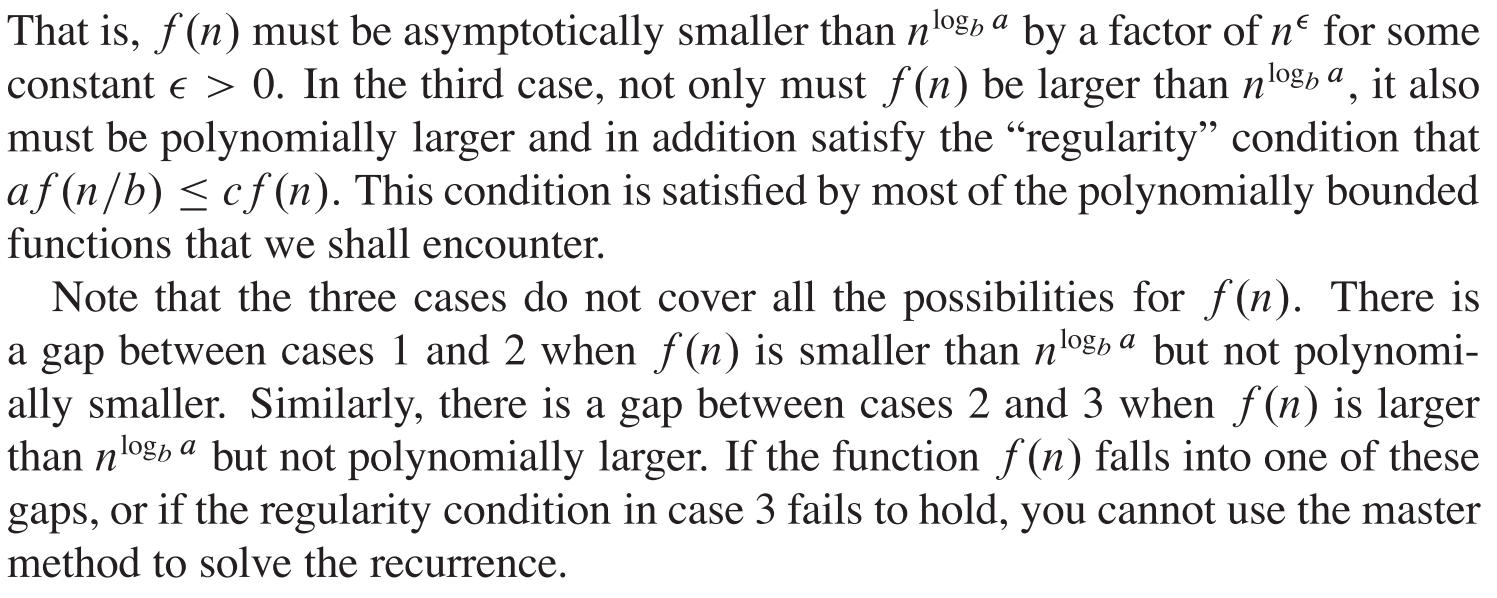 That is, f(n) must be asymptotically smaller than n^{log_b a} by a factor of n^ϵ for some
constant ϵ > 0. In the third case, not only must f(n) be larger than n^{log_b a}, it also
must be polynomially larger and in addition satisfy the “regularity” condition that
af(n/b) ≤ cf(n). This condition is satisfied by most of the polynomially bounded
functions that we shall encounter.
Note that the three cases do not cover all the possibilities for f(n). There is
a gap between cases 1 and 2 when f(n) is smaller than n^{log_b a} but not polynomi-
ally smaller. Similarly, there is a gap between cases 2 and 3 when f(n) is larger
than n^{log_b a} but not polynomially larger. If the function f(n) falls into one of these
gaps, or if the regularity condition in case 3 fails to hold, you cannot use the master
method to solve the recurrence.